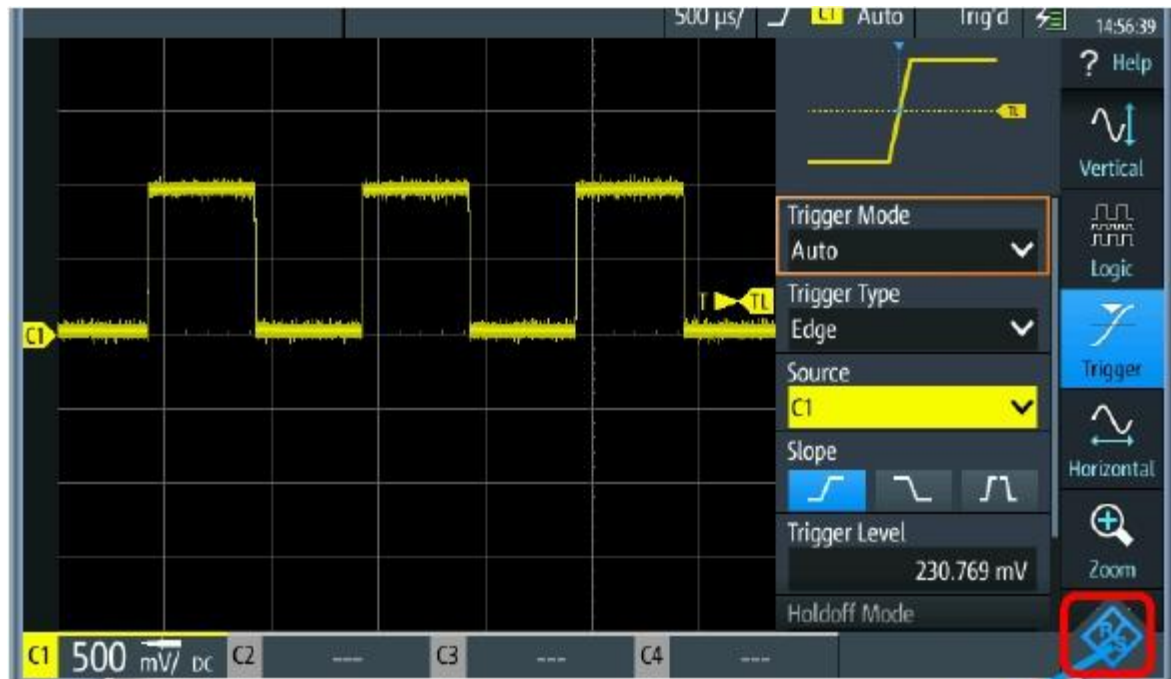 500 µs/ C1 Auto Trig'd 14:56:39
? Help
TL
Vertical
Trigger Mode
Auto
Logic
Trigger Type
T TL
Edge
C1
Trigger
Source
C1
Slope
Horizontal
Trigger Level
230.769 mV
Zoom
Holdoff Mode
R S
C1 500 mV/ DC C2 --- C3 --- C4 ---